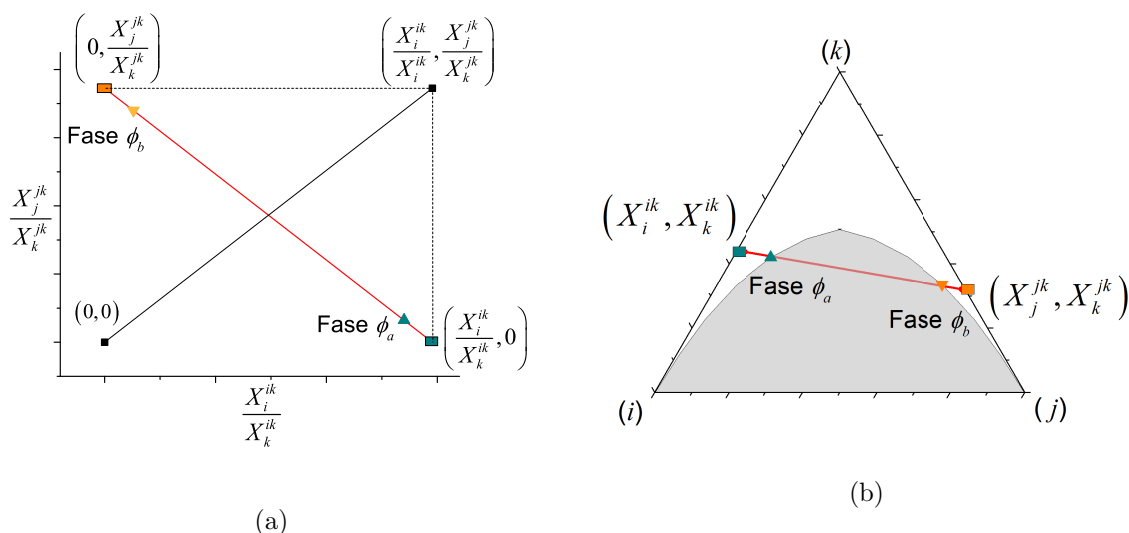 (0, X_j^{jk}/X_k^{jk})
(X_i^{ik}/X_i^{ik}, X_j^{jk}/X_k^{jk})
Fase ϕ_b
X_j^{jk}/X_k^{jk}
(0,0)
Fase ϕ_a
(X_i^{ik}/X_k^{ik}, 0)
X_i^{ik}/X_k^{ik}
(a)
(k)
(X_i^{ik}, X_k^{ik})
Fase ϕ_a
(X_j^{jk}, X_k^{jk})
Fase ϕ_b
(i)
(j)
(b)